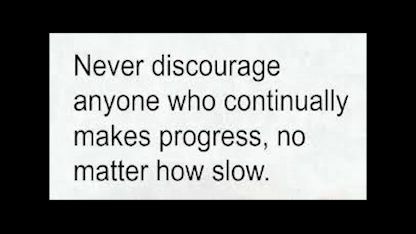 Never discourage
anyone who continually
makes progress, no
matter how slow.